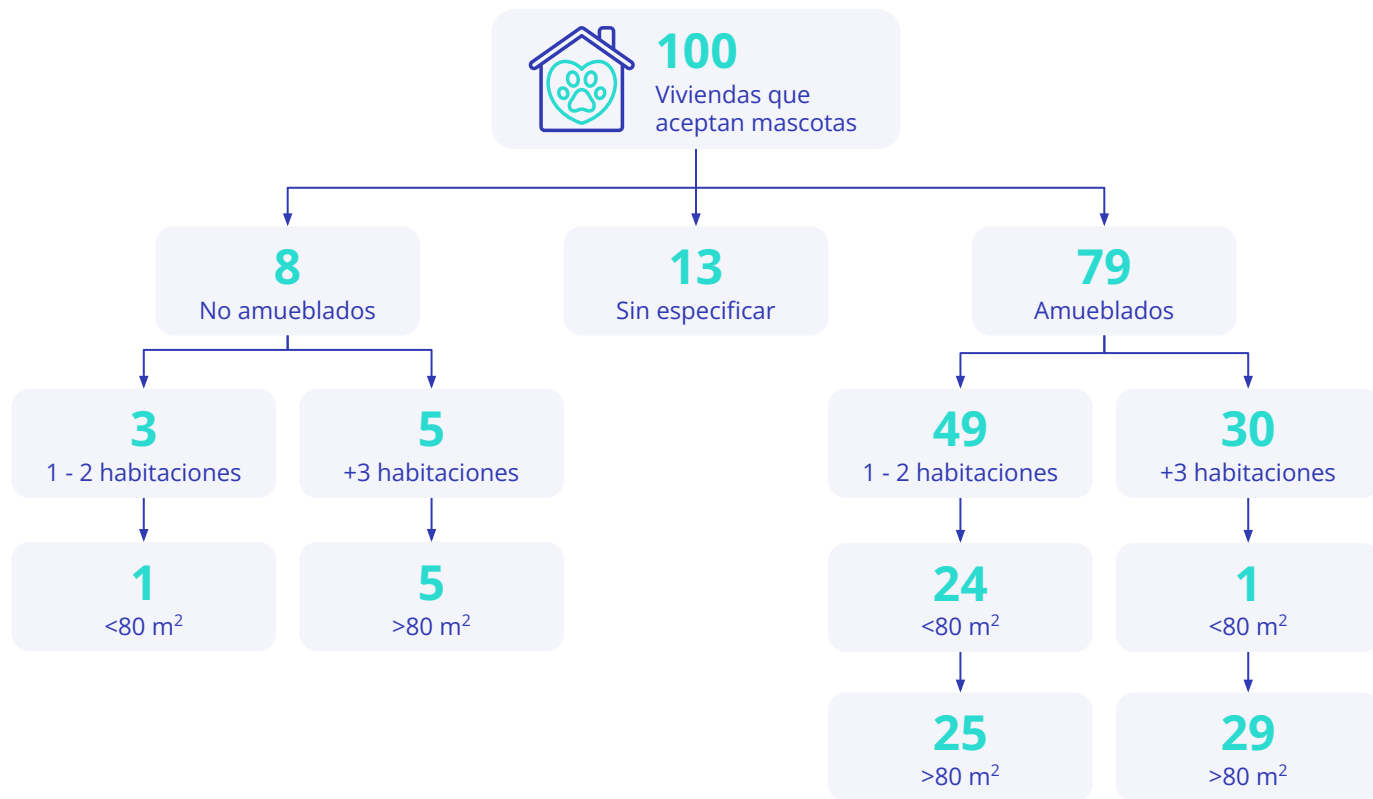 100
Viviendas que
aceptan mascotas
8
No amueblados
13
Sin especificar
79
Amueblados
3
1 - 2 habitaciones
5
+3 habitaciones
49
1 - 2 habitaciones
30
+3 habitaciones
1
<80 m²
5
>80 m²
24
<80 m²
1
<80 m²
25
>80 m²
29
>80 m²